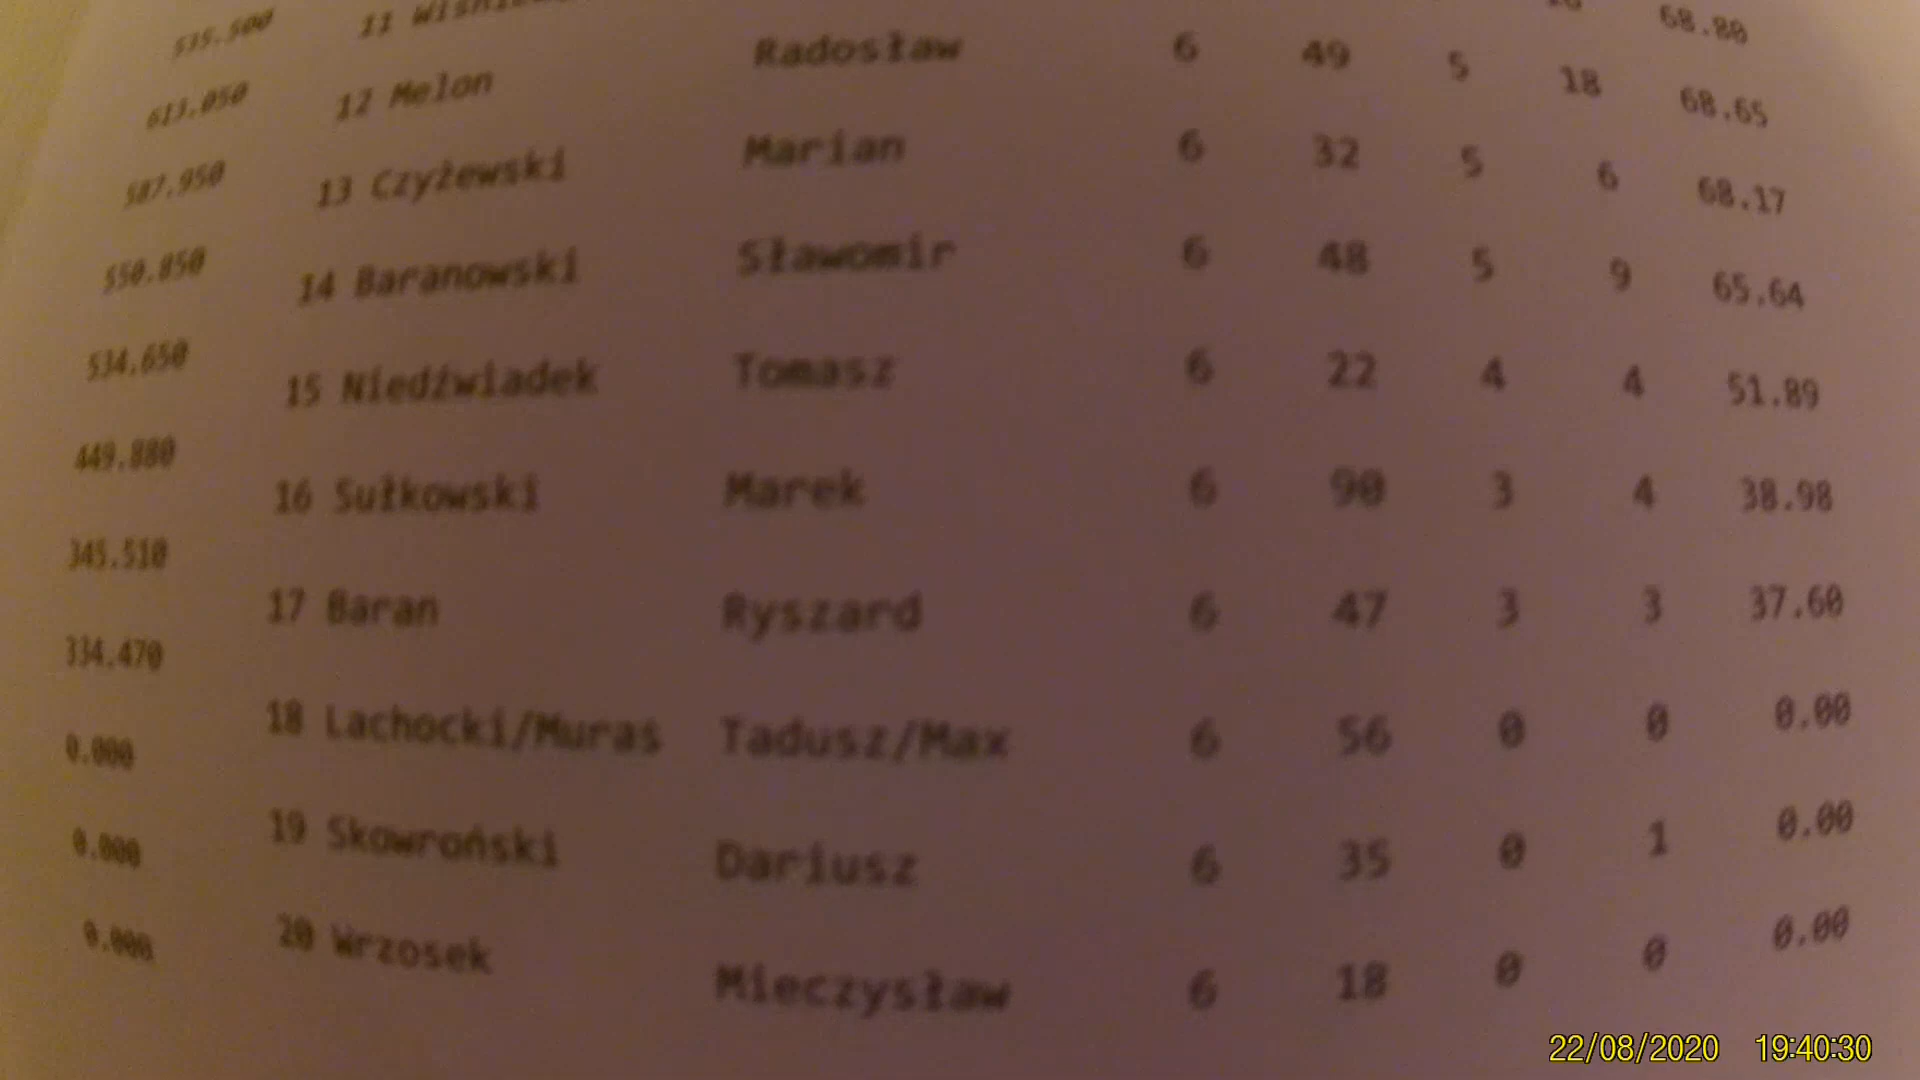 535.500
613.050 11 68.80
587.950 12 Melon Radosław 6 49 5 18 68.65
550.850 13 Czyżewski Marian 6 32 5 6 68.17
534.650 14 Baranowski Sławomir 6 48 5 9 65.64
449.880 15 Niedźwiadek Tomasz 6 22 4 4 51.89
345.510 16 Sułkowski Marek 6 90 3 4 38.98
334.470 17 Baran Ryszard 6 47 3 3 37.60
0.000 18 Lachocki/Muraś Tadusz/Max 6 56 0 0 0.00
0.000 19 Skowroński Dariusz 6 35 0 1 0.00
0.000 20 Wrzosek Mieczysław 6 18 0 0 0.00
22/08/2020 19:40:30